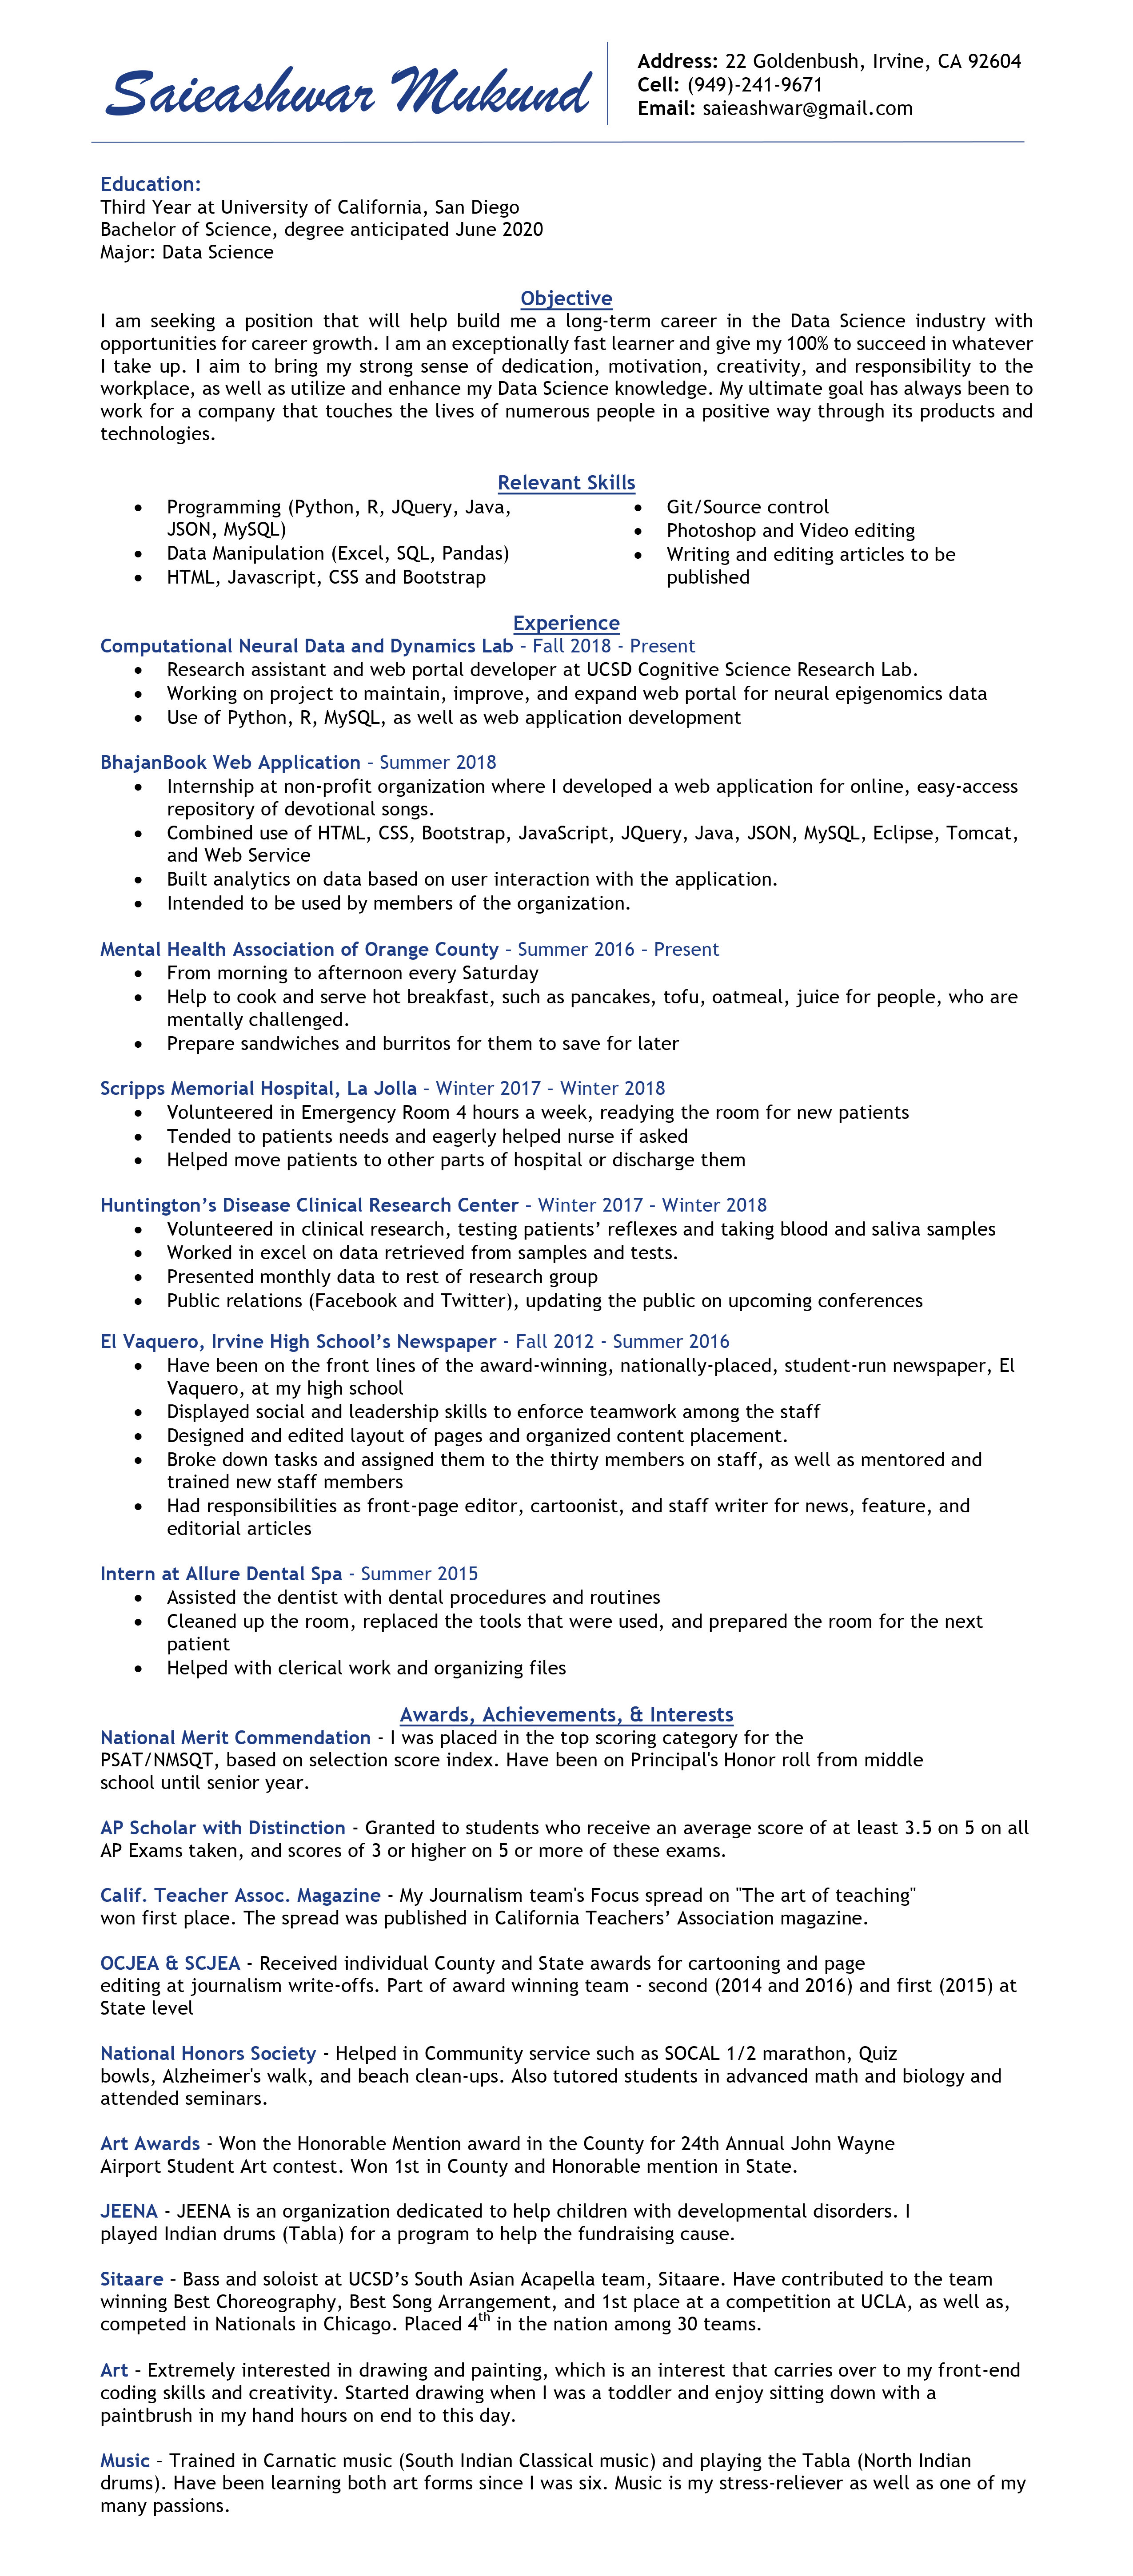 Saieashwar Mukund
Address: 22 Goldenbush, Irvine, CA 92604
Cell: (949)-241-9671
Email: saieashwar@gmail.com
Education:
Third Year at University of California, San Diego
Bachelor of Science, degree anticipated June 2020
Major: Data Science
Objective
I am seeking a position that will help build me a long-term career in the Data Science industry with
opportunities for career growth. I am an exceptionally fast learner and give my 100% to succeed in whatever
I take up. I aim to bring my strong sense of dedication, motivation, creativity, and responsibility to the
workplace, as well as utilize and enhance my Data Science knowledge. My ultimate goal has always been to
work for a company that touches the lives of numerous people in a positive way through its products and
technologies.
Relevant Skills
• Programming (Python, R, JQuery, Java,
JSON, MySQL)
• Data Manipulation (Excel, SQL, Pandas)
• HTML, Javascript, CSS and Bootstrap
• Git/Source control
• Photoshop and Video editing
• Writing and editing articles to be
published
Experience
Computational Neural Data and Dynamics Lab – Fall 2018 - Present
• Research assistant and web portal developer at UCSD Cognitive Science Research Lab.
• Working on project to maintain, improve, and expand web portal for neural epigenomics data
• Use of Python, R, MySQL, as well as web application development
BhajanBook Web Application – Summer 2018
• Internship at non-profit organization where I developed a web application for online, easy-access
repository of devotional songs.
• Combined use of HTML, CSS, Bootstrap, JavaScript, JQuery, Java, JSON, MySQL, Eclipse, Tomcat,
and Web Service
• Built analytics on data based on user interaction with the application.
• Intended to be used by members of the organization.
Mental Health Association of Orange County – Summer 2016 – Present
• From morning to afternoon every Saturday
• Help to cook and serve hot breakfast, such as pancakes, tofu, oatmeal, juice for people, who are
mentally challenged.
• Prepare sandwiches and burritos for them to save for later
Scripps Memorial Hospital, La Jolla – Winter 2017 – Winter 2018
• Volunteered in Emergency Room 4 hours a week, readying the room for new patients
• Tended to patients needs and eagerly helped nurse if asked
• Helped move patients to other parts of hospital or discharge them
Huntington’s Disease Clinical Research Center – Winter 2017 – Winter 2018
• Volunteered in clinical research, testing patients’ reflexes and taking blood and saliva samples
• Worked in excel on data retrieved from samples and tests.
• Presented monthly data to rest of research group
• Public relations (Facebook and Twitter), updating the public on upcoming conferences
El Vaquero, Irvine High School’s Newspaper - Fall 2012 - Summer 2016
• Have been on the front lines of the award-winning, nationally-placed, student-run newspaper, El
Vaquero, at my high school
• Displayed social and leadership skills to enforce teamwork among the staff
• Designed and edited layout of pages and organized content placement.
• Broke down tasks and assigned them to the thirty members on staff, as well as mentored and
trained new staff members
• Had responsibilities as front-page editor, cartoonist, and staff writer for news, feature, and
editorial articles
Intern at Allure Dental Spa - Summer 2015
• Assisted the dentist with dental procedures and routines
• Cleaned up the room, replaced the tools that were used, and prepared the room for the next
patient
• Helped with clerical work and organizing files
Awards, Achievements, & Interests
National Merit Commendation - I was placed in the top scoring category for the
PSAT/NMSQT, based on selection score index. Have been on Principal's Honor roll from middle
school until senior year.
AP Scholar with Distinction - Granted to students who receive an average score of at least 3.5 on 5 on all
AP Exams taken, and scores of 3 or higher on 5 or more of these exams.
Calif. Teacher Assoc. Magazine - My Journalism team's Focus spread on "The art of teaching"
won first place. The spread was published in California Teachers’ Association magazine.
OCJEA & SCJEA - Received individual County and State awards for cartooning and page
editing at journalism write-offs. Part of award winning team - second (2014 and 2016) and first (2015) at
State level
National Honors Society - Helped in Community service such as SOCAL 1/2 marathon, Quiz
bowls, Alzheimer's walk, and beach clean-ups. Also tutored students in advanced math and biology and
attended seminars.
Art Awards - Won the Honorable Mention award in the County for 24th Annual John Wayne
Airport Student Art contest. Won 1st in County and Honorable mention in State.
JEENA - JEENA is an organization dedicated to help children with developmental disorders. I
played Indian drums (Tabla) for a program to help the fundraising cause.
Sitaare – Bass and soloist at UCSD’s South Asian Acapella team, Sitaare. Have contributed to the team
winning Best Choreography, Best Song Arrangement, and 1st place at a competition at UCLA, as well as,
competed in Nationals in Chicago. Placed 4th in the nation among 30 teams.
Art – Extremely interested in drawing and painting, which is an interest that carries over to my front-end
coding skills and creativity. Started drawing when I was a toddler and enjoy sitting down with a
paintbrush in my hand hours on end to this day.
Music – Trained in Carnatic music (South Indian Classical music) and playing the Tabla (North Indian
drums). Have been learning both art forms since I was six. Music is my stress-reliever as well as one of my
many passions.